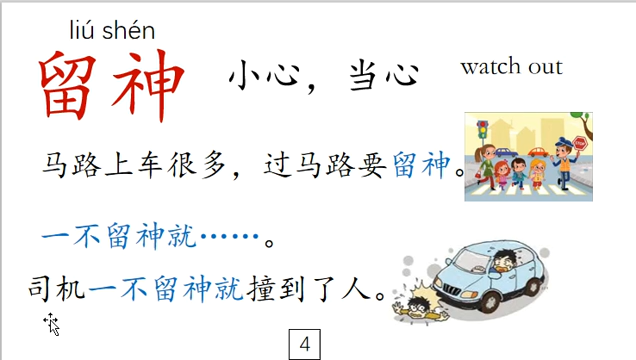 liú shén
留神 小心，当心 watch out
马路上车很多，过马路要留神。
STOP
一不留神就……。
司机一不留神就撞到了人。
4